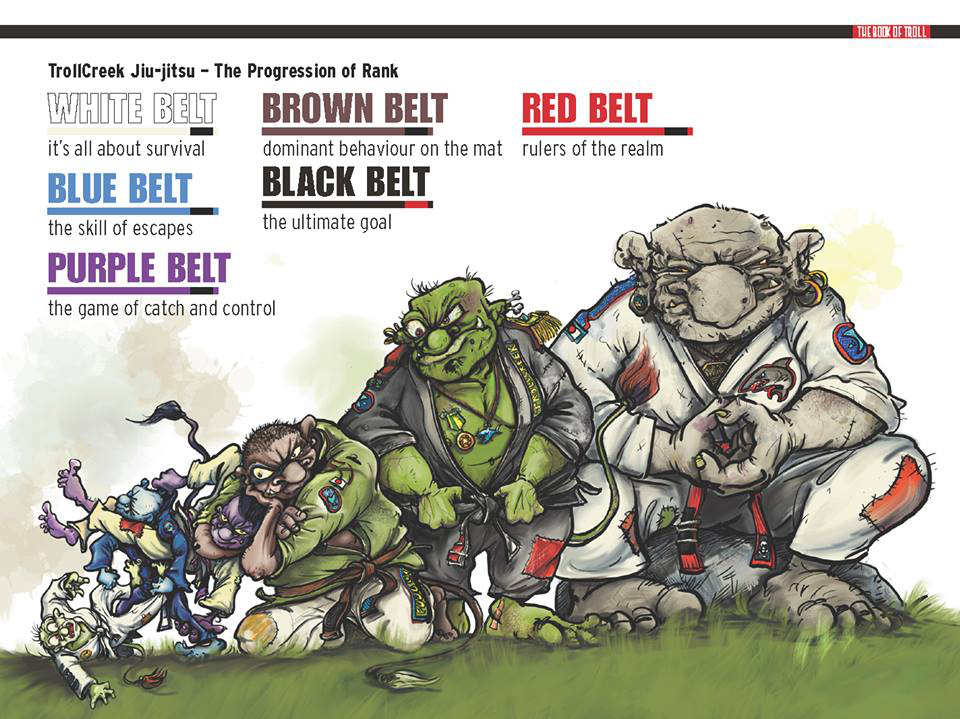 THE BOOK OF TROLL
TrollCreek Jiu-jitsu – The Progression of Rank
WHITE BELT
it's all about survival
BLUE BELT
the skill of escapes
PURPLE BELT
the game of catch and control
BROWN BELT
dominant behaviour on the mat
BLACK BELT
the ultimate goal
RED BELT
rulers of the realm